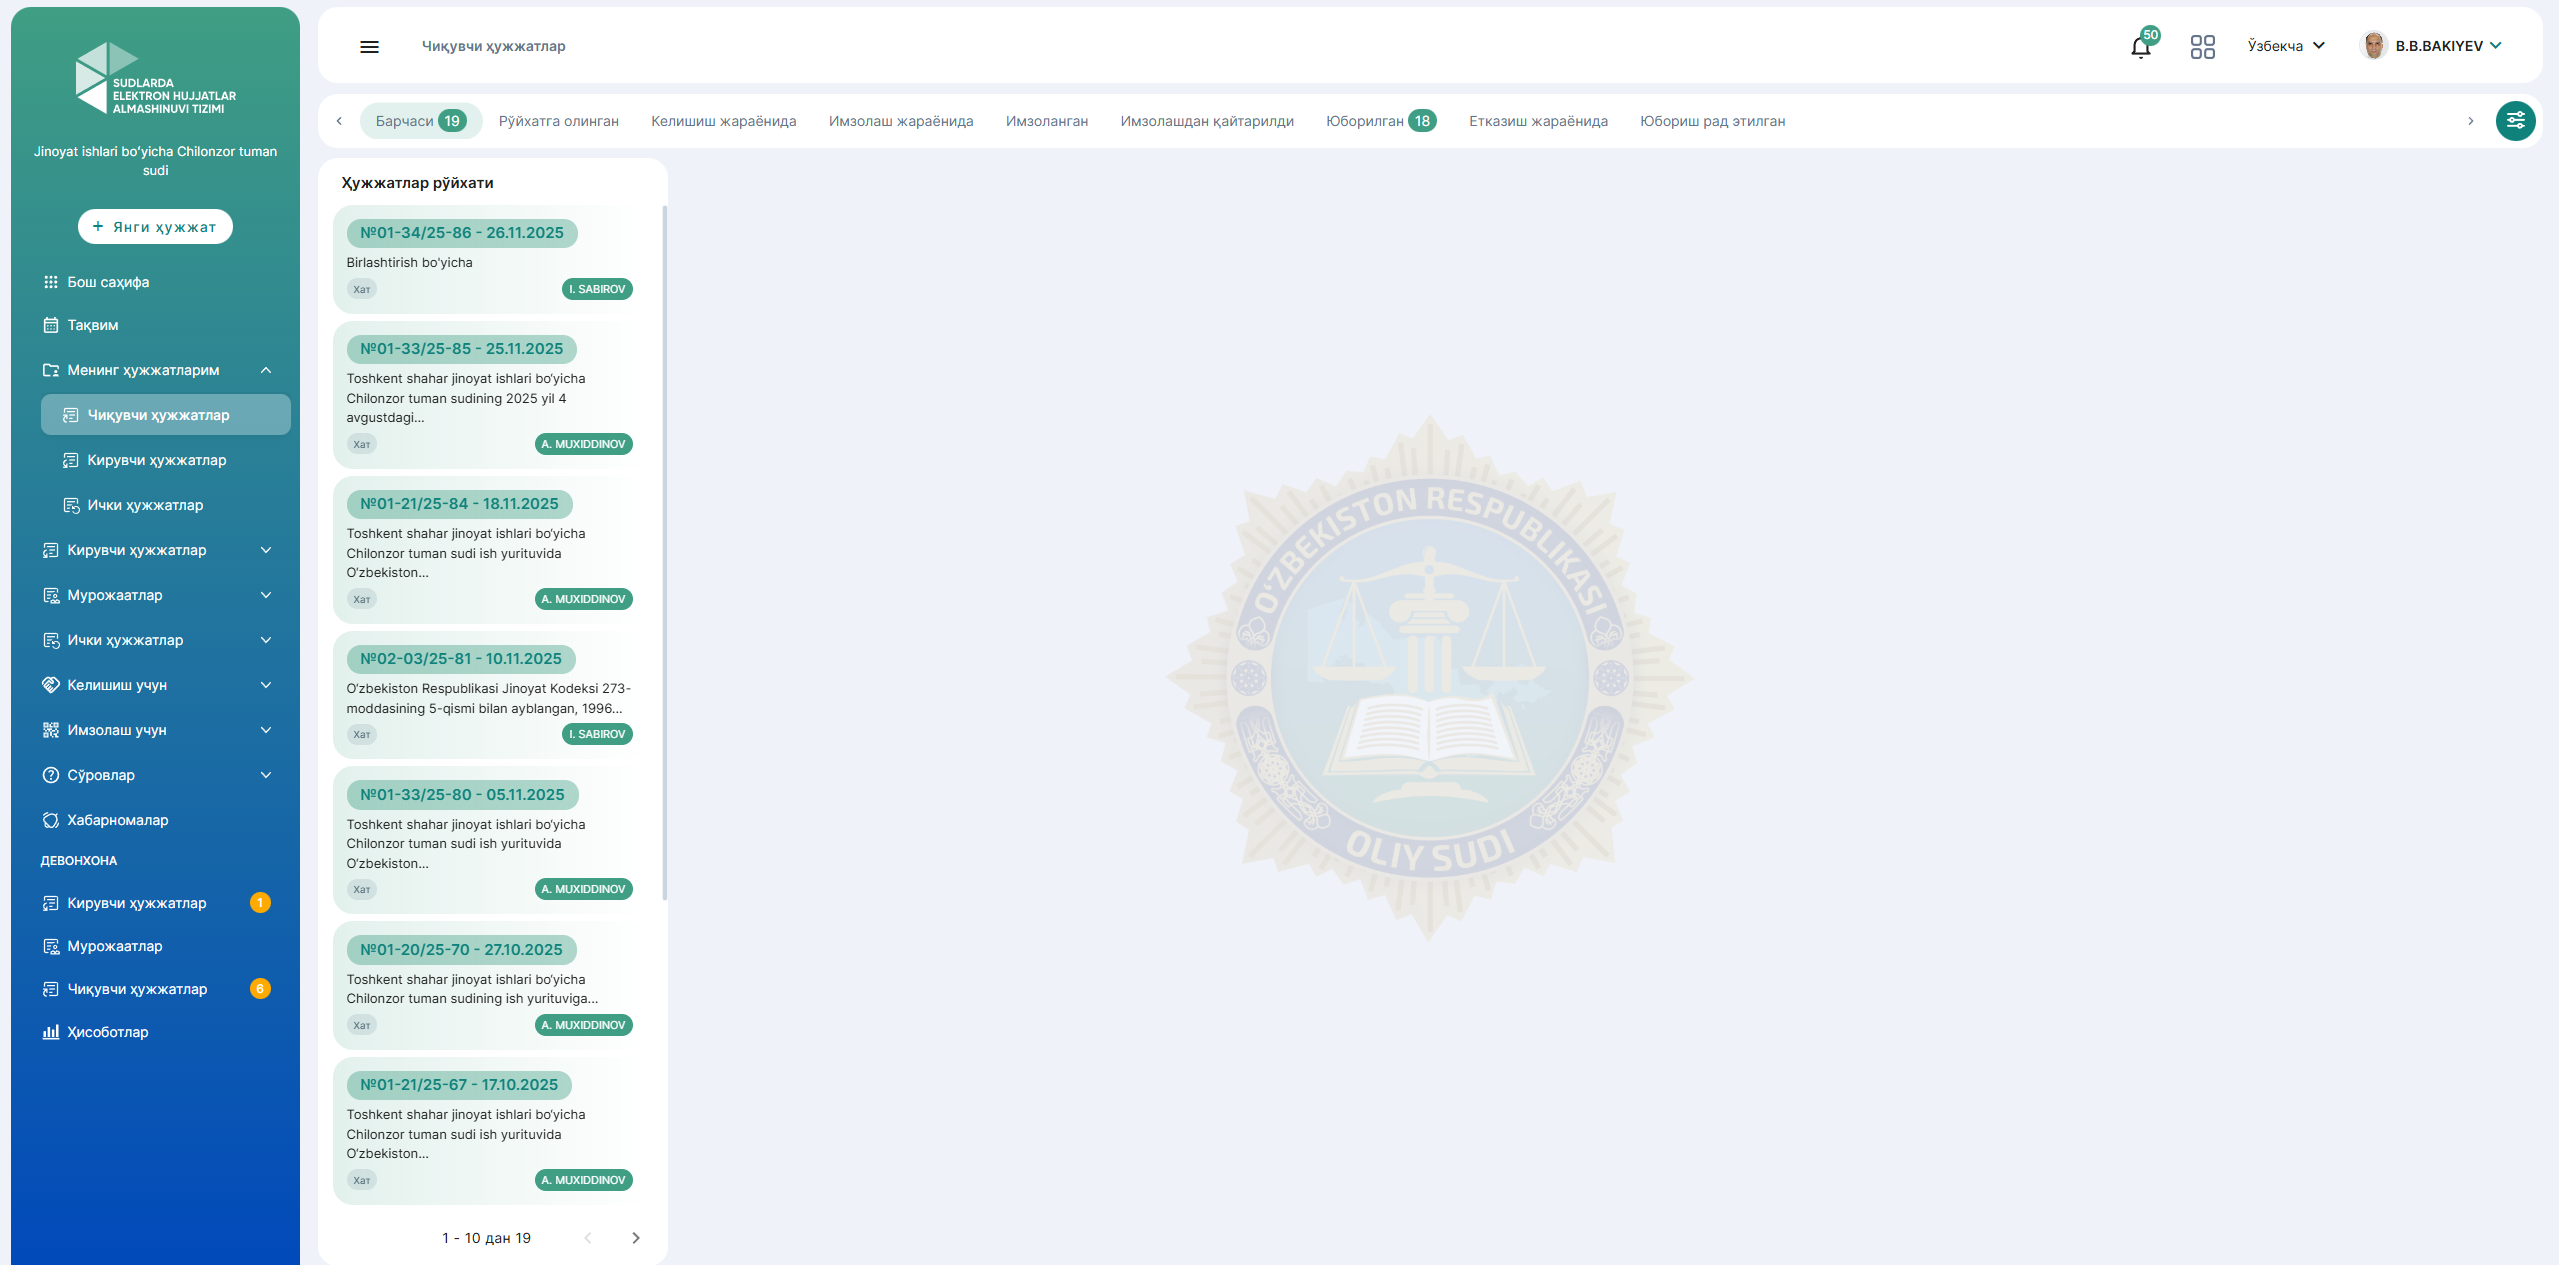 SUDLARDA
ELEKTRON HUJJATLAR
ALMASHINUVI TIZIMI
Jinoyat ishlari bo‘yicha Chilonzor tuman
sudi
+ Янги ҳужжат
Бош саҳифа
Тақвим
Менинг ҳужжатларим
Чиқувчи ҳужжатлар
Кирувчи ҳужжатлар
Ички ҳужжатлар
Кирувчи ҳужжатлар
Мурожаатлар
Ички ҳужжатлар
Келишиш учун
Имзолаш учун
Сўровлар
Хабарномалар
ДЕВОНХОНА
Кирувчи ҳужжатлар 1
Мурожаатлар
Чиқувчи ҳужжатлар 6
Ҳисоботлар
Чиқувчи ҳужжатлар
50
Ўзбекча
B.B.BAKIYEV
Барчаси 19
Рўйхатга олинган
Келишиш жараёнида
Имзолаш жараёнида
Имзоланган
Имзолашдан қайтарилди
Юборилган 18
Етказиш жараёнида
Юбориш рад этилган
Ҳужжатлар рўйхати
№01-34/25-86 - 26.11.2025
Birlashtirish bo'yicha
Хат
I. SABIROV
№01-33/25-85 - 25.11.2025
Toshkent shahar jinoyat ishlari bo‘yicha
Chilonzor tuman sudining 2025 yil 4
avgustdagi...
Хат
A. MUXIDDINOV
№01-21/25-84 - 18.11.2025
Toshkent shahar jinoyat ishlari bo‘yicha
Chilonzor tuman sudi ish yurituvida
O‘zbekiston...
Хат
A. MUXIDDINOV
№02-03/25-81 - 10.11.2025
O‘zbekiston Respublikasi Jinoyat Kodeksi 273-
moddasining 5-qismi bilan ayblangan, 1996...
Хат
I. SABIROV
№01-33/25-80 - 05.11.2025
Toshkent shahar jinoyat ishlari bo‘yicha
Chilonzor tuman sudi ish yurituvida
O‘zbekiston...
Хат
A. MUXIDDINOV
№01-20/25-70 - 27.10.2025
Toshkent shahar jinoyat ishlari bo‘yicha
Chilonzor tuman sudining ish yurituviga...
Хат
A. MUXIDDINOV
№01-21/25-67 - 17.10.2025
Toshkent shahar jinoyat ishlari bo‘yicha
Chilonzor tuman sudi ish yurituvida
O‘zbekiston...
Хат
A. MUXIDDINOV
1 - 10 дан 19
O‘ZBEKISTON RESPUBLIKASI
OLIY SUDI